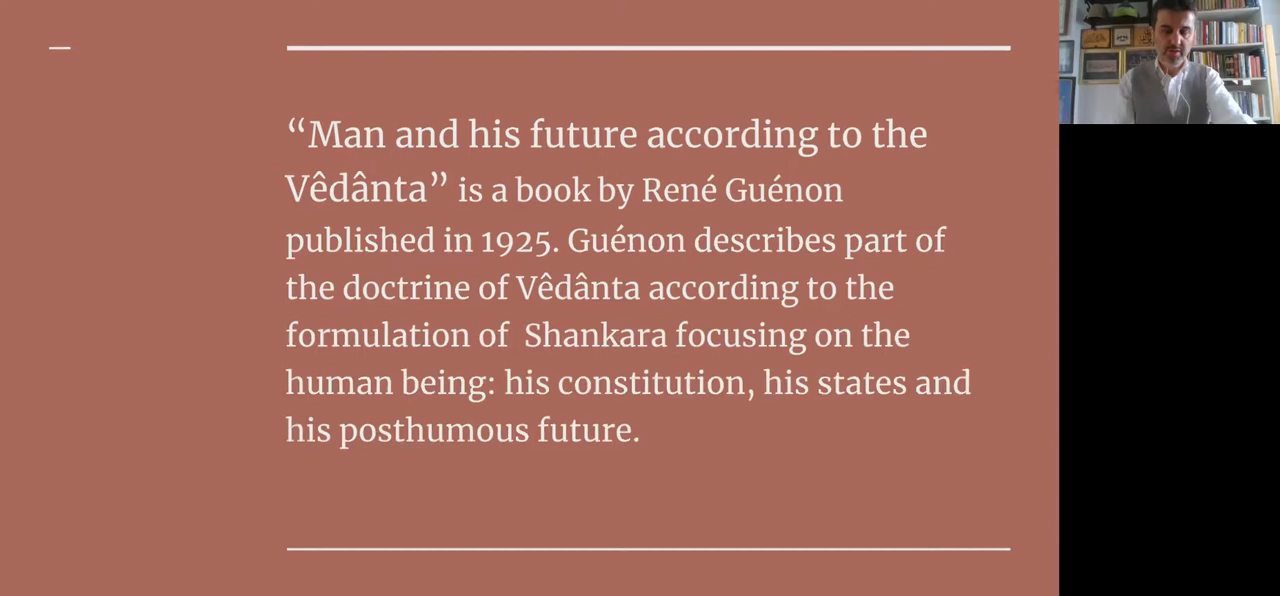 “Man and his future according to the
Vêdânta” is a book by René Guénon
published in 1925. Guénon describes part of
the doctrine of Vêdânta according to the
formulation of  Shankara focusing on the
human being: his constitution, his states and
his posthumous future.